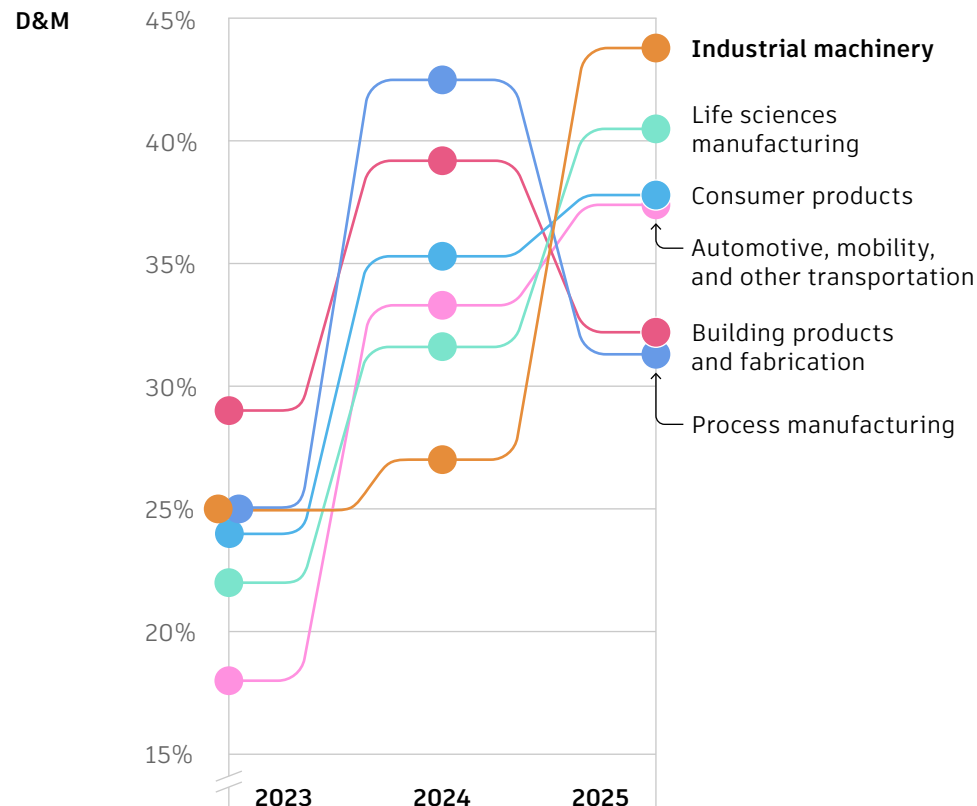 D&M
45%
40%
35%
30%
25%
20%
15%
2023
2024
2025
Industrial machinery
Life sciences
manufacturing
Consumer products
Automotive, mobility,
and other transportation
Building products
and fabrication
Process manufacturing